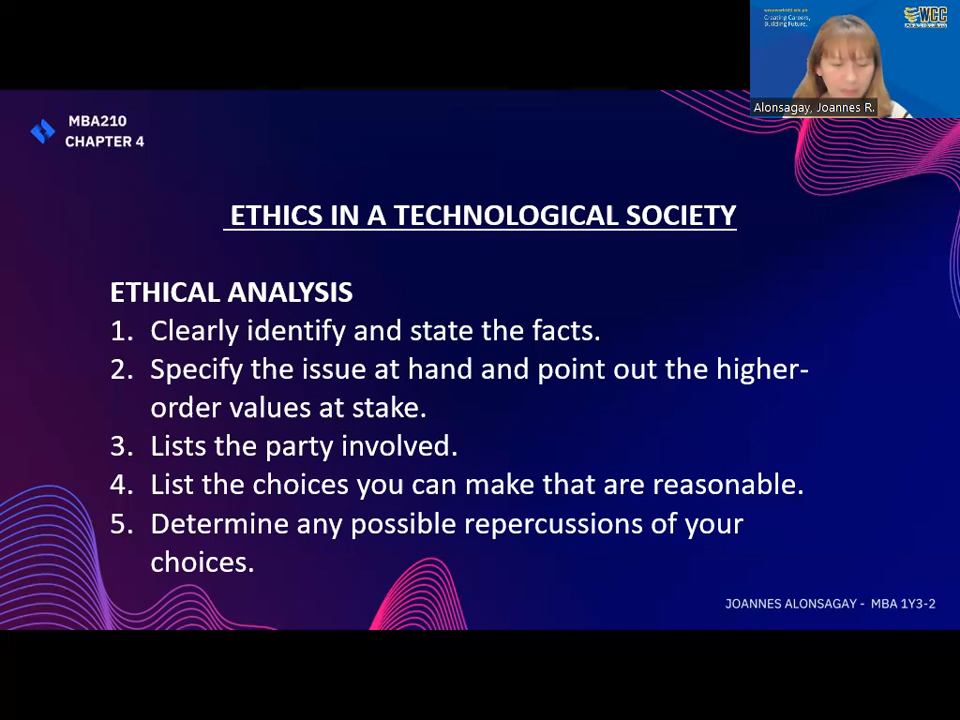 Creating Careers,
Building Future.
WCC
Alonsagay, Joannes R.
MBA210
CHAPTER 4
ETHICS IN A TECHNOLOGICAL SOCIETY
ETHICAL ANALYSIS
1. Clearly identify and state the facts.
2. Specify the issue at hand and point out the higher-
order values at stake.
3. Lists the party involved.
4. List the choices you can make that are reasonable.
5. Determine any possible repercussions of your
choices.
JOANNES ALONSAGAY - MBA 1Y3-2